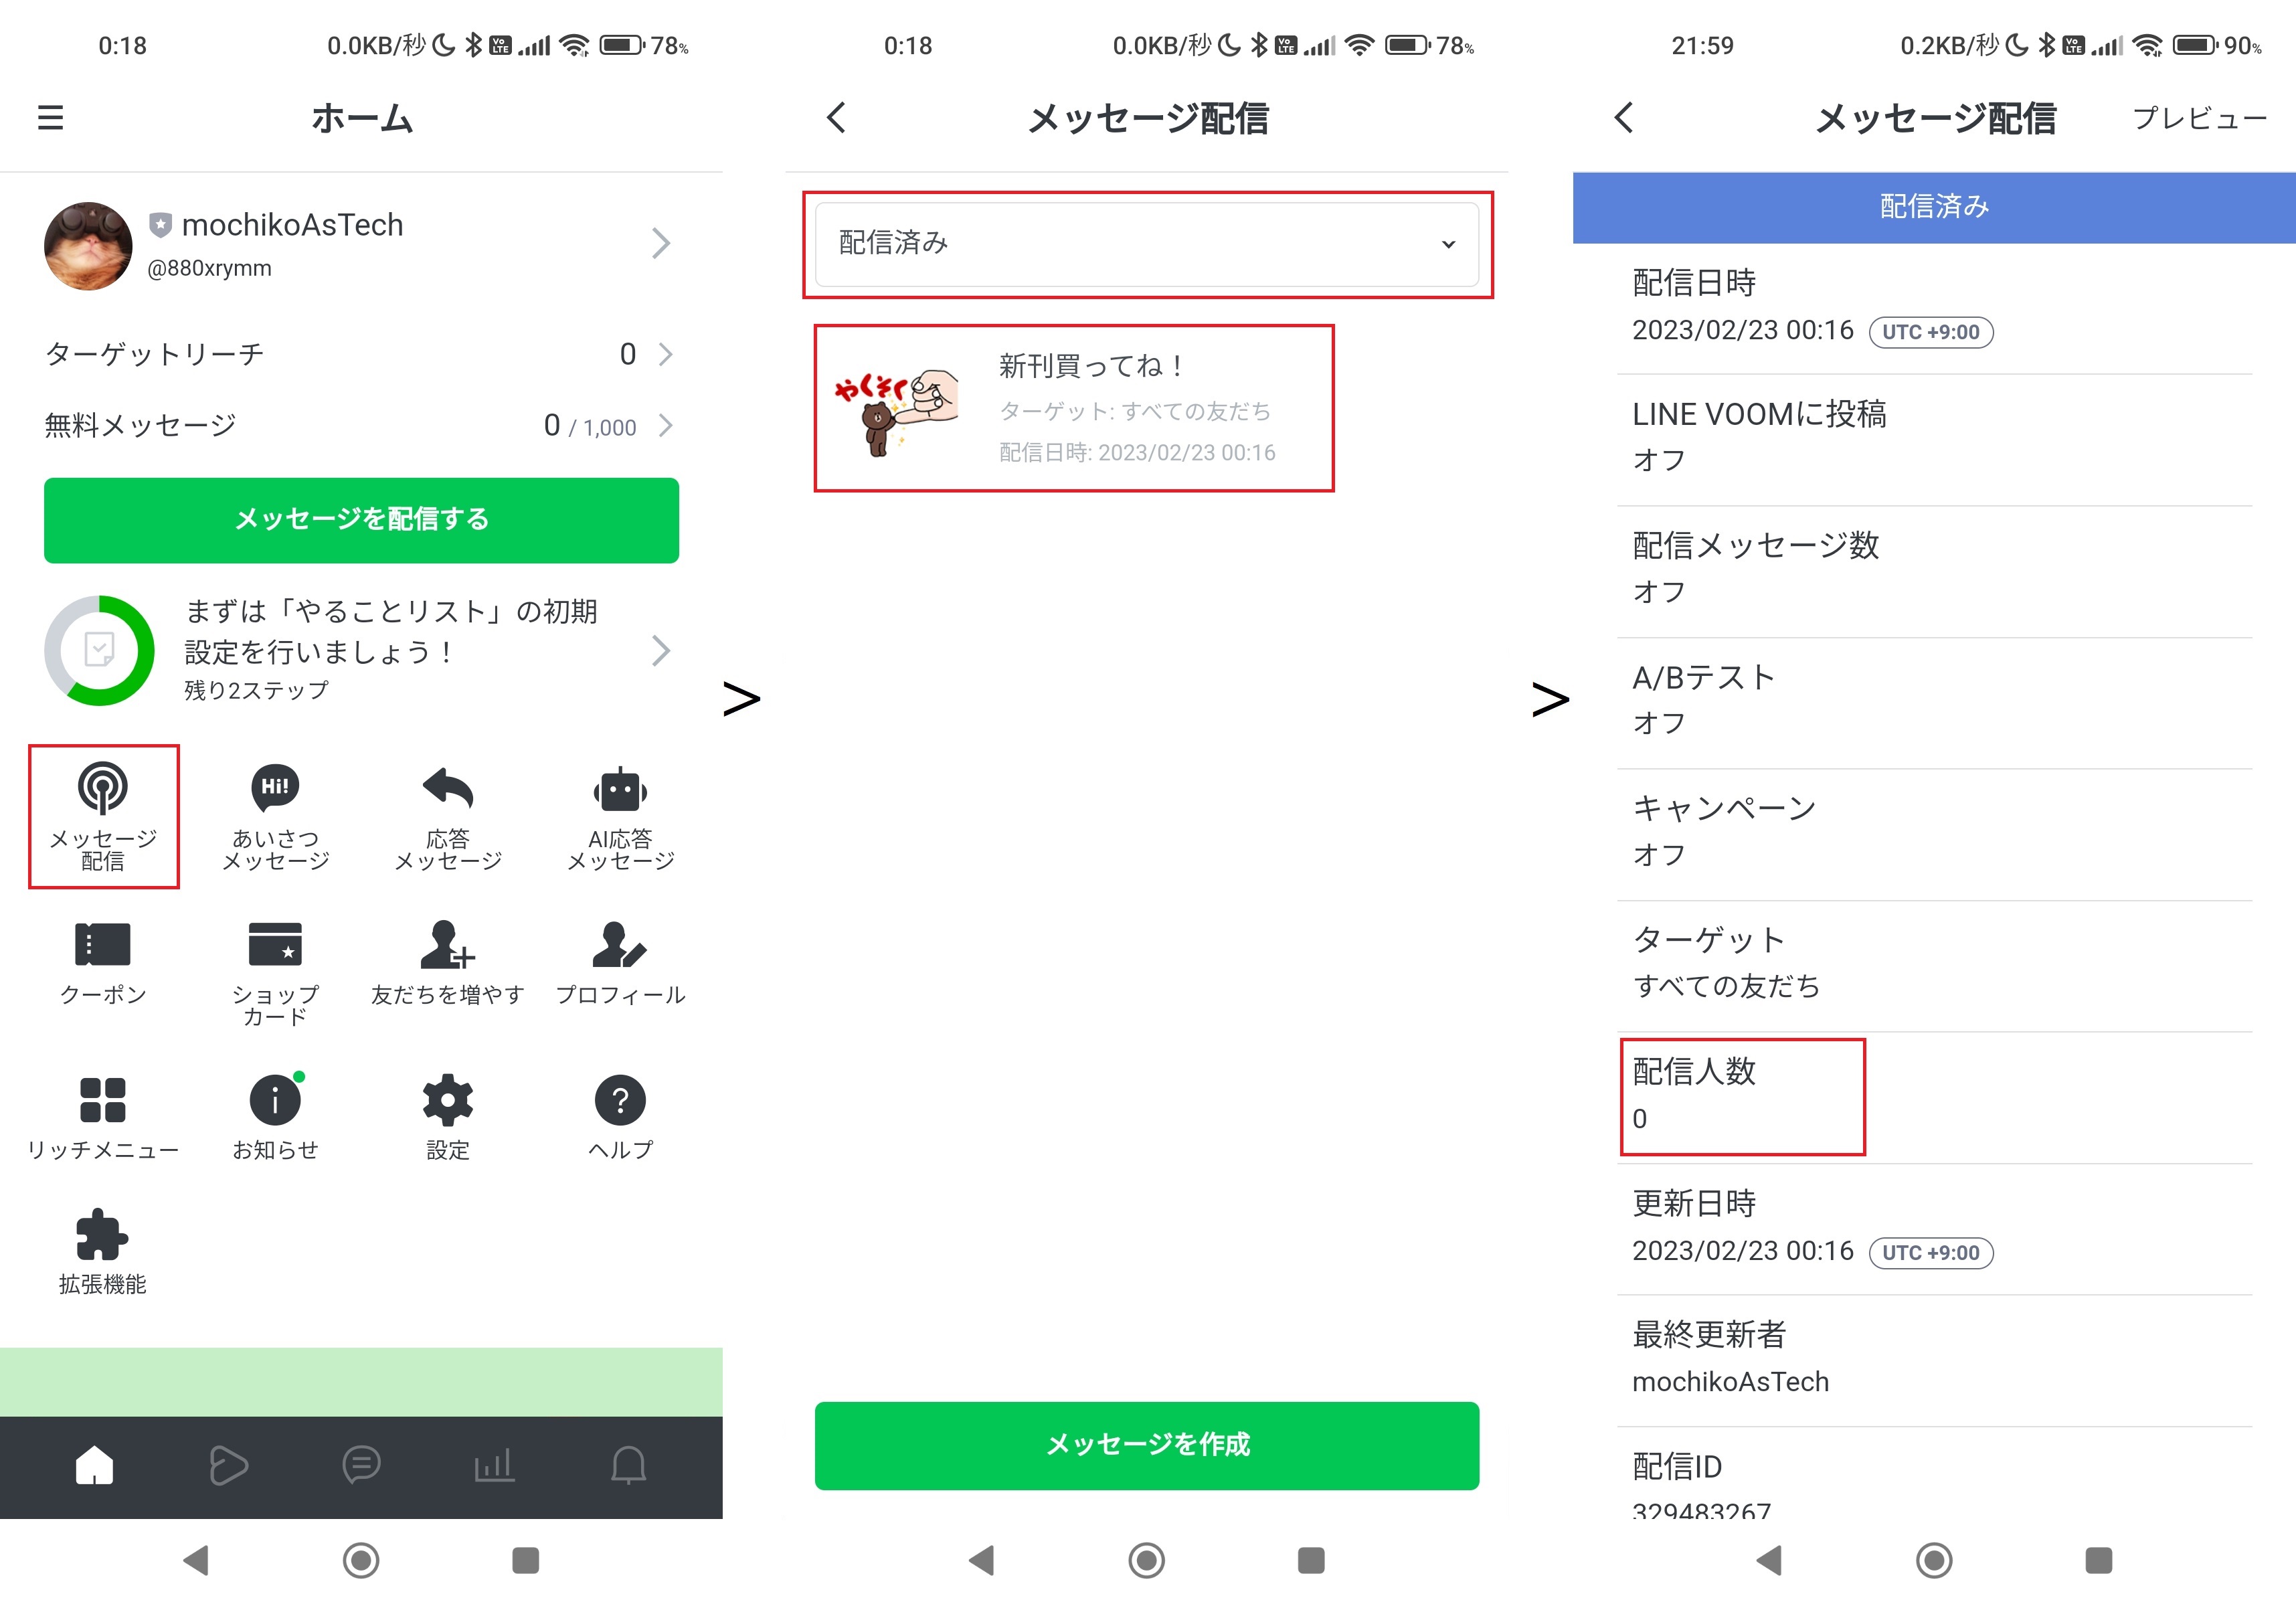 0:18
0.0KB/秒
Vo LTE
78%
ホーム
mochikoAsTech
@880xrymm
ターゲットリーチ
0
無料メッセージ
0 / 1,000
メッセージを配信する
まずは「やることリスト」の初期
設定を行いましょう！
残り2ステップ
メッセージ
配信
Hi!
あいさつ
メッセージ
応答
メッセージ
AI応答
メッセージ
クーポン
ショップ
カード
友だちを増やす
プロフィール
リッチメニュー
お知らせ
設定
?
ヘルプ
拡張機能
>
0:18
0.0KB/秒
Vo LTE
78%
メッセージ配信
配信済み
やくそく
新刊買ってね！
ターゲット: すべての友だち
配信日時: 2023/02/23 00:16
メッセージを作成
>
21:59
0.2KB/秒
Vo LTE
90%
メッセージ配信
プレビュー
配信済み
配信日時
2023/02/23 00:16 UTC +9:00
LINE VOOMに投稿
オフ
配信メッセージ数
オフ
A/Bテスト
オフ
キャンペーン
オフ
ターゲット
すべての友だち
配信人数
0
更新日時
2023/02/23 00:16 UTC +9:00
最終更新者
mochikoAsTech
配信ID
329483267